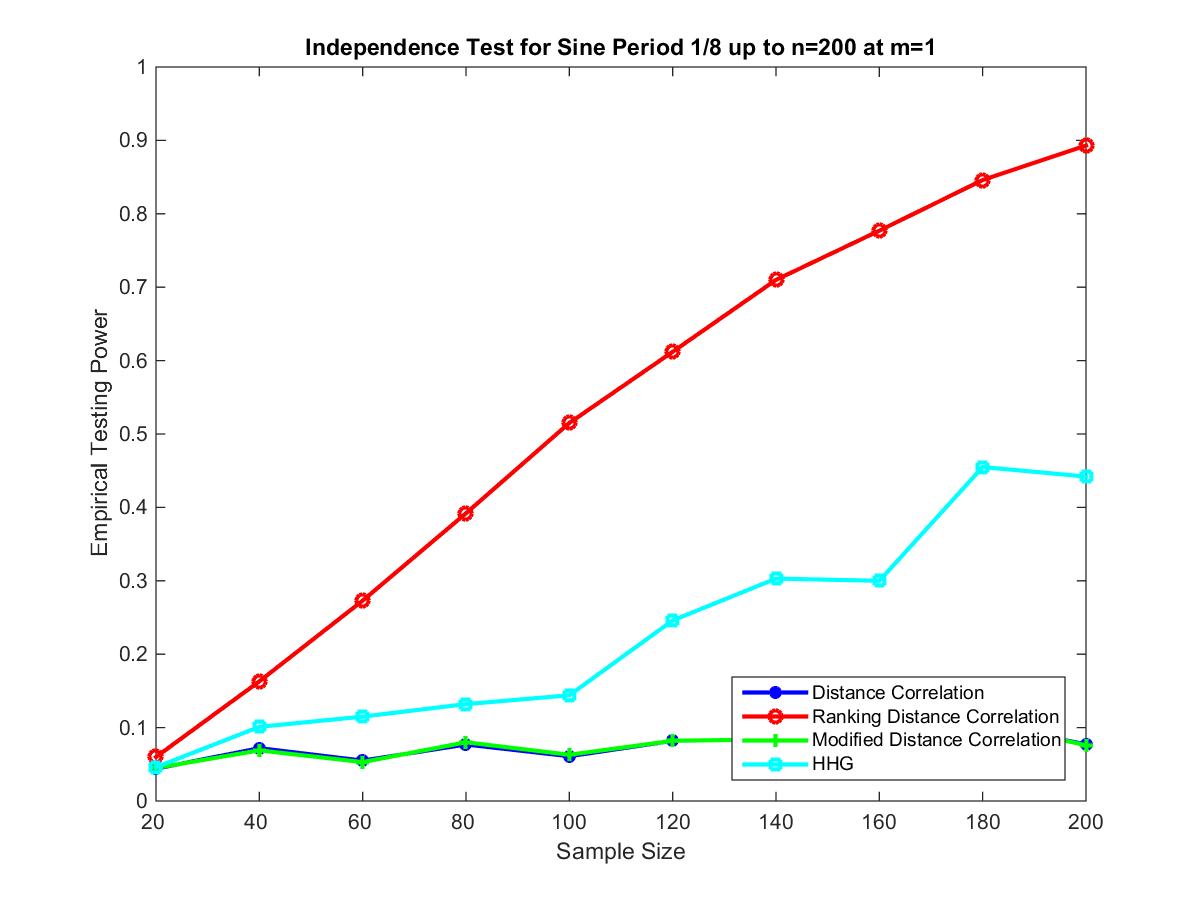 Independence Test for Sine Period 1/8 up to n=200 at m=1
1
0.9
0.8
0.7
0.6
0.5
0.4
0.3
0.2
0.1
0
Empirical Testing Power
Distance Correlation
Ranking Distance Correlation
Modified Distance Correlation
HHG
20 40 60 80 100 120 140 160 180 200
Sample Size